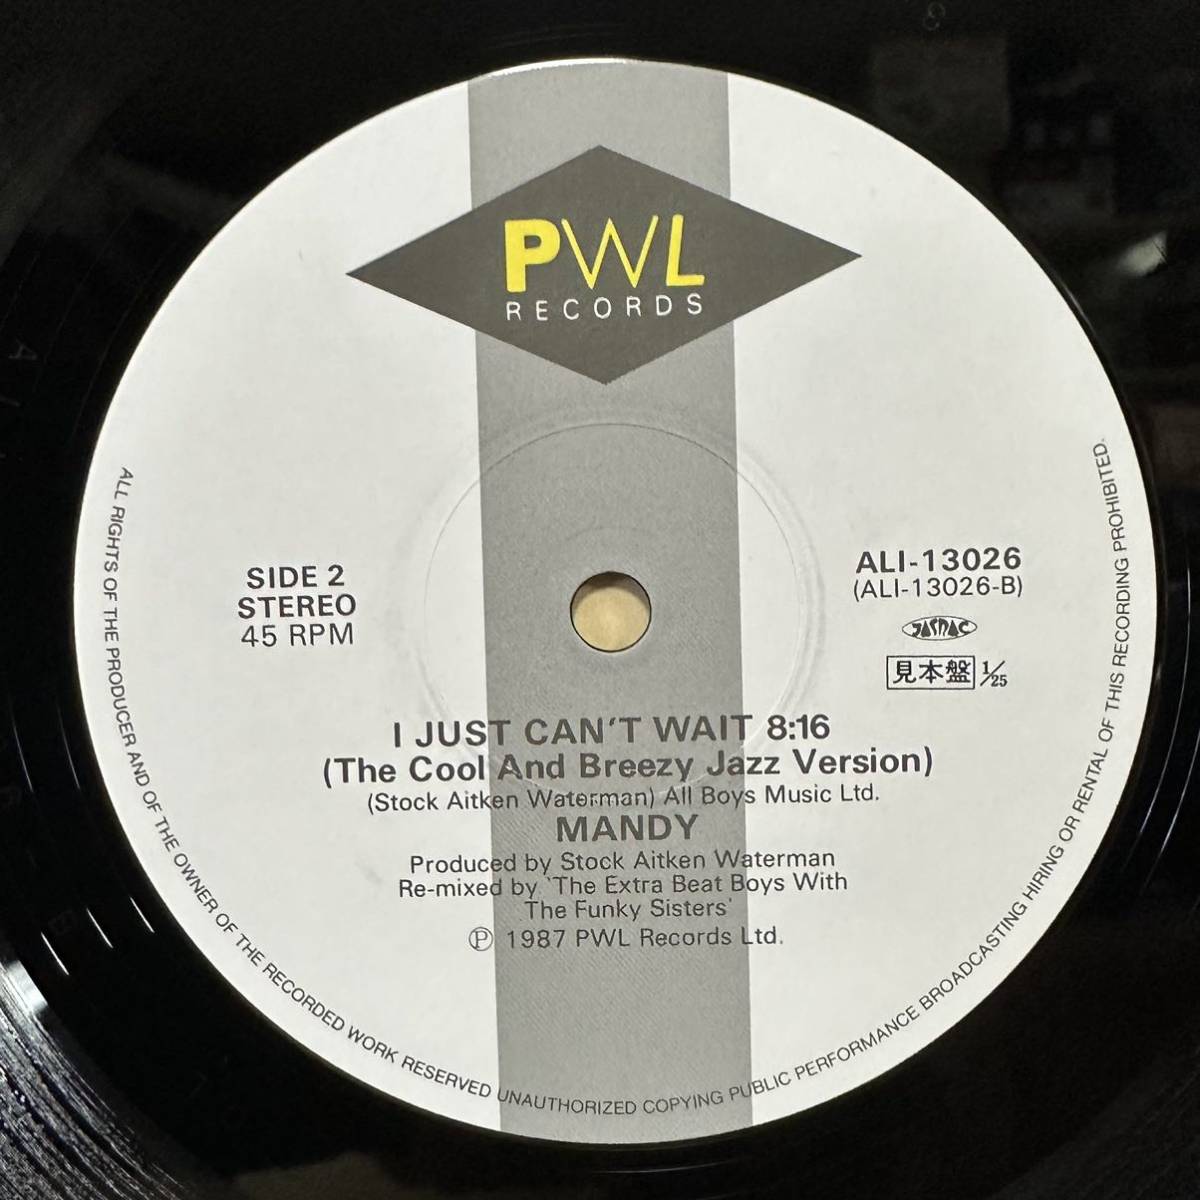 PWL
RECORDS
SIDE 2
STEREO
45 RPM
ALI-13026
(ALI-13026-B)
JASRAC
見本盤 1/25
I JUST CAN'T WAIT 8:16
(The Cool And Breezy Jazz Version)
(Stock Aitken Waterman) All Boys Music Ltd.
MANDY
Produced by Stock Aitken Waterman
Re-mixed by 'The Extra Beat Boys With
The Funky Sisters'
Ⓟ 1987 PWL Records Ltd.
ALL RIGHTS OF THE PRODUCER AND OF THE OWNER OF THE RECORDED WORK RESERVED UNAUTHORIZED COPYING PUBLIC PERFORMANCE BROADCASTING HIRING OR RENTAL OF THIS RECORDING PROHIBITED.